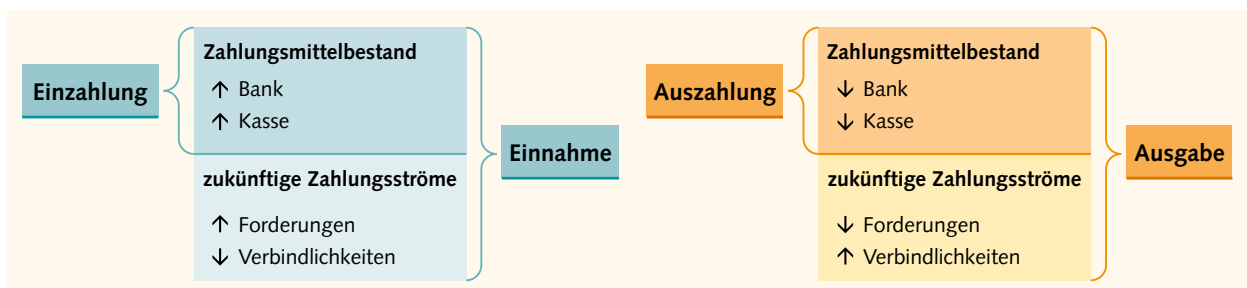 Einzahlung
Zahlungsmittelbestand
↑ Bank
↑ Kasse
zukünftige Zahlungsströme
↑ Forderungen
↓ Verbindlichkeiten
Einnahme
Auszahlung
Zahlungsmittelbestand
↓ Bank
↓ Kasse
zukünftige Zahlungsströme
↓ Forderungen
↑ Verbindlichkeiten
Ausgabe